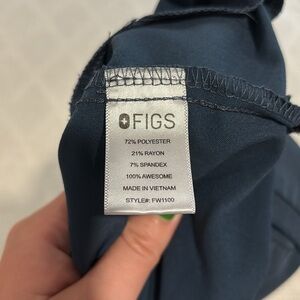 FIGS
72% POLYESTER
21% RAYON
7% SPANDEX
100% AWESOME
MADE IN VIETNAM
STYLE#: FW1100